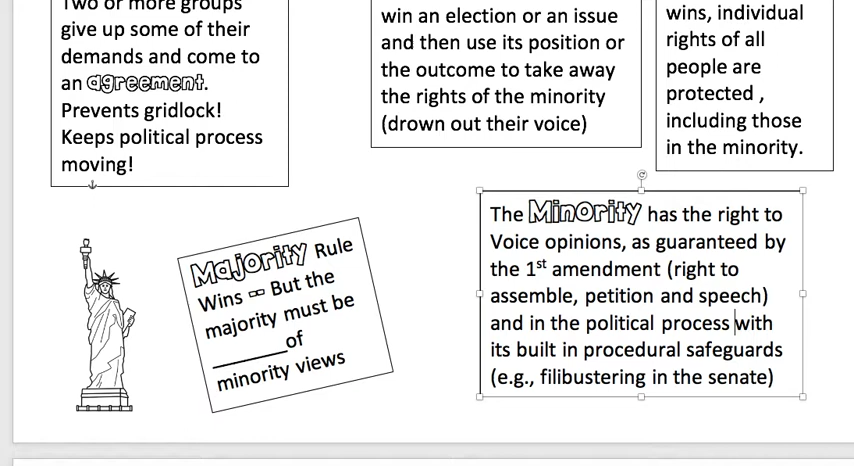 Two or more groups
give up some of their
demands and come to
an agreement.
Prevents gridlock!
Keeps political process
moving!
win an election or an issue
and then use its position or
the outcome to take away
the rights of the minority
(drown out their voice)
wins, individual
rights of all
people are
protected ,
including those
in the minority.
Majority Rule
Wins -- But the
majority must be
________of
minority views
The Minority has the right to
Voice opinions, as guaranteed by
the 1st amendment (right to
assemble, petition and speech)
and in the political process with
its built in procedural safeguards
(e.g., filibustering in the senate)